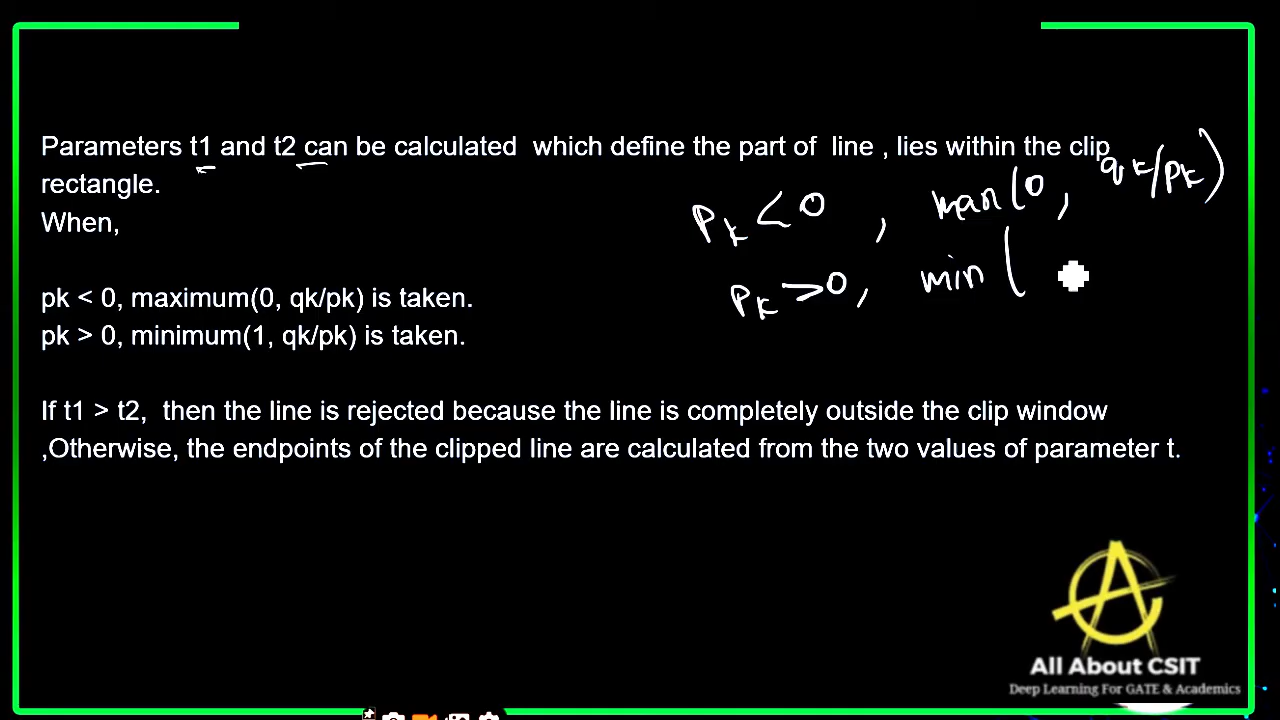 Parameters t1 and t2 can be calculated which define the part of line , lies within the clip
rectangle.
When,
pk < 0, maximum(0, qk/pk) is taken.
pk > 0, minimum(1, qk/pk) is taken.
If t1 > t2, then the line is rejected because the line is completely outside the clip window
,Otherwise, the endpoints of the clipped line are calculated from the two values of parameter t.
pk < 0 , max(0, qk/pk)
pk > 0, min (
All About CSIT
Deep Learning For GATE & Academics